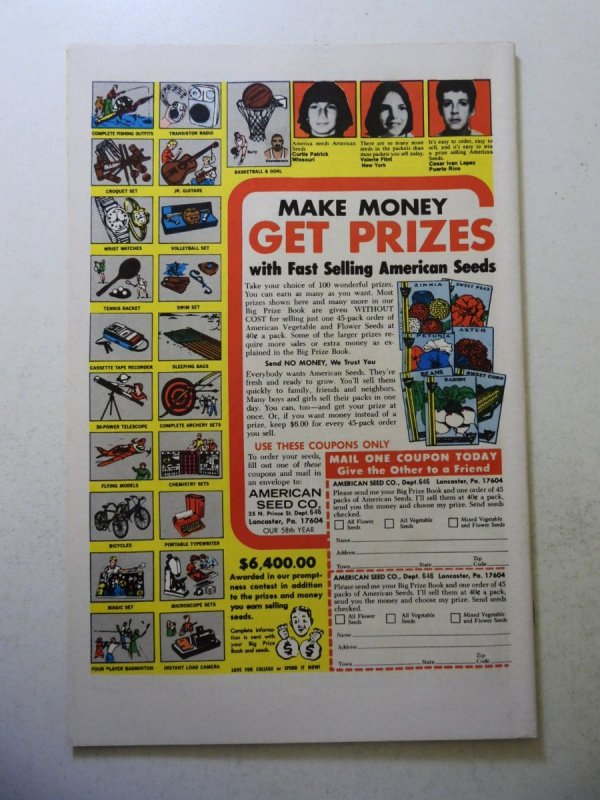 COMPLETE FISHING OUTFITS
TRANSISTOR RADIO
CROQUET SET
JR. GUITARS
WRIST WATCHES
VOLLEYBALL SET
TENNIS RACKET
SWIM SET
CASSETTE TAPE RECORDER
SLEEPING BAGS
30-POWER TELESCOPE
COMPLETE ARCHERY SETS
FLYING MODELS
CHEMISTRY SETS
BICYCLES
PORTABLE TYPEWRITER
MAGIC SET
MICROSCOPE SETS
FOUR PLAYER BADMINTON
INSTANT LOAD CAMERA
BASKETBALL & GOAL
America needs American
Seeds
Curtis Patrick
Missouri
There are so many more
seeds in the packets than
most packets you sell today.
Valerie Flint
New York
It's easy to order, easy to
sell, and it's easy to win
a prize selling American
Seeds.
Cesar Ivan Lopez
Puerto Rico
MAKE MONEY
GET PRIZES
with Fast Selling American Seeds
Take your choice of 100 wonderful prizes.
You can earn as many as you want. Most
prizes shown here and many more in our
Big Prize Book are given WITHOUT
COST for selling just one 45-pack order of
American Vegetable and Flower Seeds at
40¢ a pack. Some of the larger prizes re-
quire more sales or extra money as ex-
plained in the Big Prize Book.
Send NO MONEY, We Trust You
Everybody wants American Seeds. They're
fresh and ready to grow. You'll sell them
quickly to family, friends and neighbors.
Many boys and girls sell their packs in one
day. You can, too—and get your prize at
once. Or, if you want money instead of a
prize, keep $6.00 for every 45-pack order
you sell.
ZINNIA
SWEET PEAS
PETUNIA
ASTER
BEANS
RADISH
SWEET CORN
USE THESE COUPONS ONLY
To order your seeds,
fill out one of these
coupons and mail in
an envelope to:
AMERICAN
SEED CO.
35 N. Prince St. Dept. 646
Lancaster, Pa. 17604
OUR 58th YEAR
$6,400.00
Awarded in our prompt-
ness contest in addition
to the prizes and money
you earn selling
seeds.
Complete informa-
tion is sent with
your Big Prize
Book and seeds.
$ $
SAVE FOR COLLEGE or SPEND IT NOW!
MAIL ONE COUPON TODAY
Give the Other to a Friend
AMERICAN SEED CO., Dept. 646 Lancaster, Pa. 17604
Please send me your Big Prize Book and one order of 45
packs of American Seeds. I'll sell them at 40¢ a pack,
send you the money and choose my prize. Send seeds
checked.
All Flower Seeds
All Vegetable Seeds
Mixed Vegetable and Flower Seeds
Name
Address
Town State Zip Code
AMERICAN SEED CO., Dept. 646 Lancaster, Pa. 17604
Please send me your Big Prize Book and one order of 45
packs of American Seeds. I'll sell them at 40¢ a pack,
send you the money and choose my prize. Send seeds
checked.
All Flower Seeds
All Vegetable Seeds
Mixed Vegetable and Flower Seeds
Name
Address
Town State Zip Code